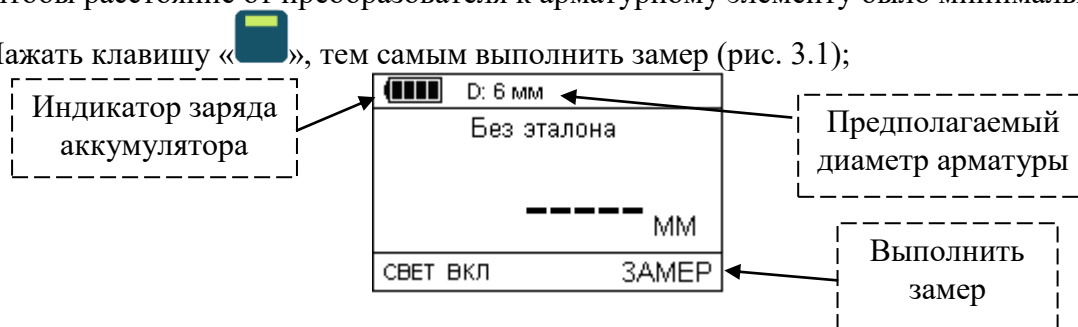 чтобы расстояние от преобразователя к арматурному элементу было минималь
Нажать клавишу «», тем самым выполнить замер (рис. 3.1);
Индикатор заряда
аккумулятора
D: 6 мм
Без эталона
----- ММ
СВЕТ ВКЛ ЗАМЕР
Предполагаемый
диаметр арматуры
Выполнить
замер